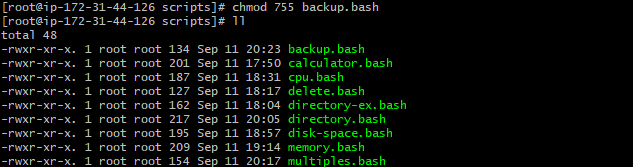 [root@ip-172-31-44-126 scripts]# chmod 755 backup.bash
[root@ip-172-31-44-126 scripts]# ll
total 48
-rwxr-xr-x. 1 root root 134 Sep 11 20:23 backup.bash
-rwxr-xr-x. 1 root root 201 Sep 11 17:50 calculator.bash
-rwxr-xr-x. 1 root root 187 Sep 11 18:31 cpu.bash
-rwxr-xr-x. 1 root root 127 Sep 11 18:17 delete.bash
-rwxr-xr-x. 1 root root 162 Sep 11 18:04 directory-ex.bash
-rwxr-xr-x. 1 root root 217 Sep 11 20:05 directory.bash
-rwxr-xr-x. 1 root root 195 Sep 11 18:57 disk-space.bash
-rwxr-xr-x. 1 root root 209 Sep 11 19:14 memory.bash
-rwxr-xr-x. 1 root root 154 Sep 11 20:17 multiples.bash